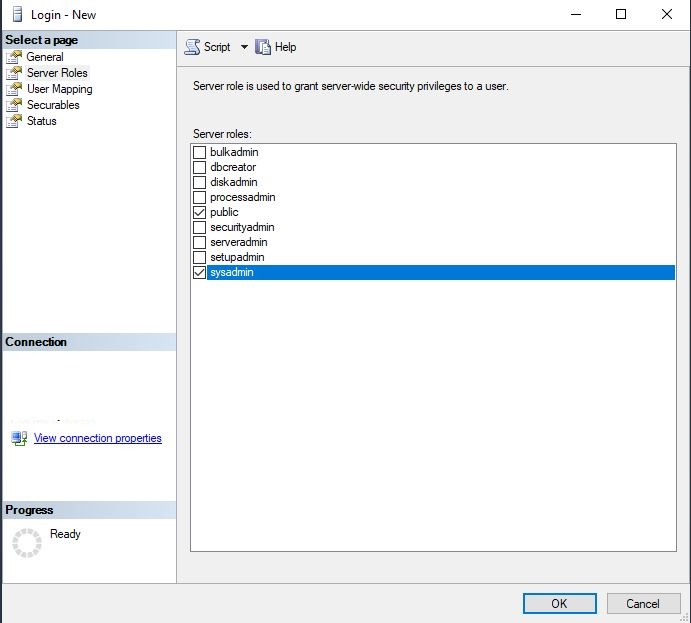 Login - New
Select a page
General
Server Roles
User Mapping
Securables
Status
Script
Help
Server role is used to grant server-wide security privileges to a user.
Server roles:
bulkadmin
dbcreator
diskadmin
processadmin
public
securityadmin
serveradmin
setupadmin
sysadmin
Connection
View connection properties
Progress
Ready
OK
Cancel